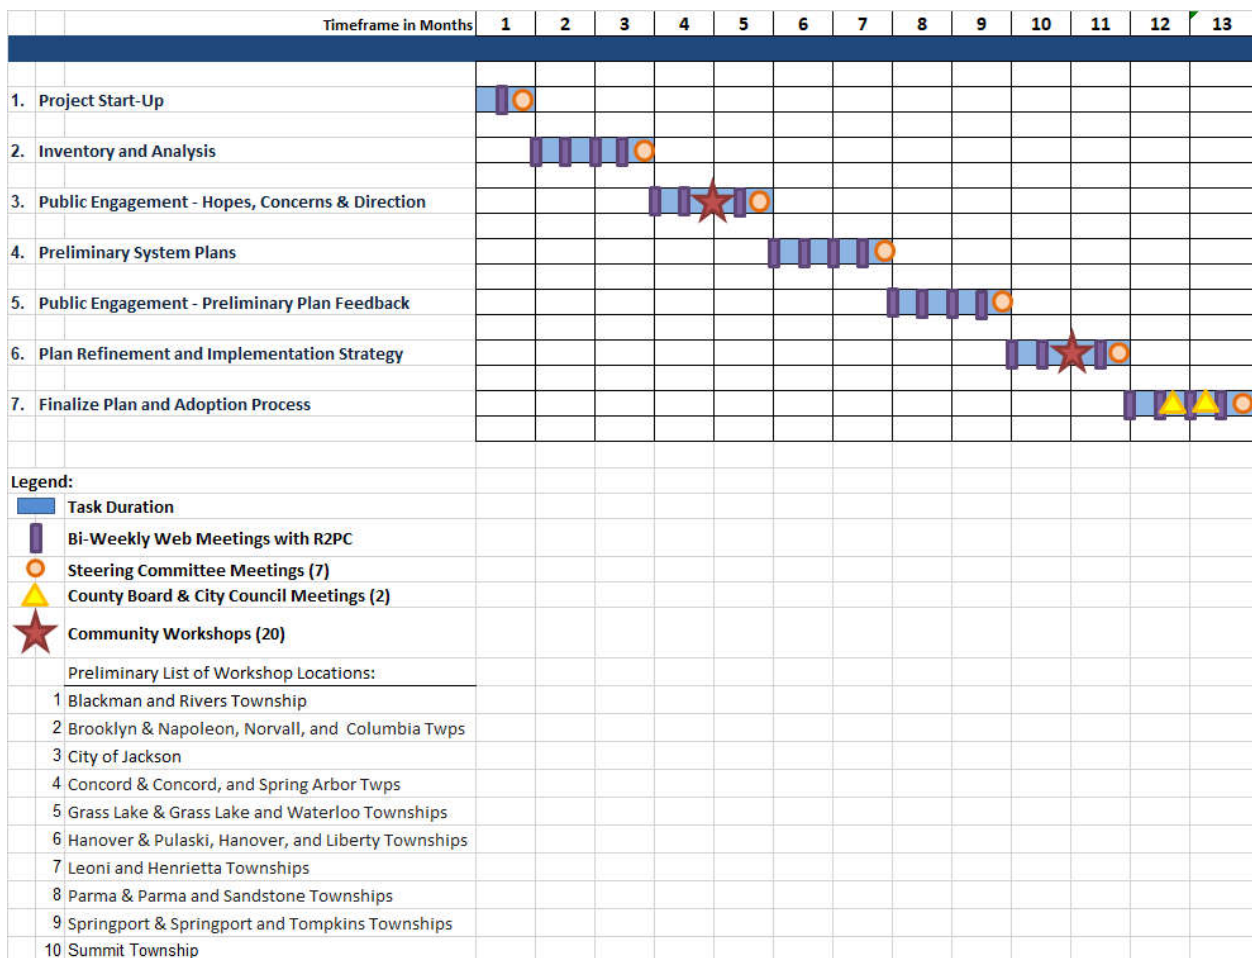 Timeframe in Months 1 2 3 4 5 6 7 8 9 10 11 12 13
1. Project Start-Up
2. Inventory and Analysis
3. Public Engagement - Hopes, Concerns & Direction
4. Preliminary System Plans
5. Public Engagement - Preliminary Plan Feedback
6. Plan Refinement and Implementation Strategy
7. Finalize Plan and Adoption Process
Legend:
Task Duration
Bi-Weekly Web Meetings with R2PC
Steering Committee Meetings (7)
County Board & City Council Meetings (2)
Community Workshops (20)
Preliminary List of Workshop Locations:
1 Blackman and Rivers Township
2 Brooklyn & Napoleon, Norvall, and Columbia Twps
3 City of Jackson
4 Concord & Concord, and Spring Arbor Twps
5 Grass Lake & Grass Lake and Waterloo Townships
6 Hanover & Pulaski, Hanover, and Liberty Townships
7 Leoni and Henrietta Townships
8 Parma & Parma and Sandstone Townships
9 Springport & Springport and Tompkins Townships
10 Summit Township